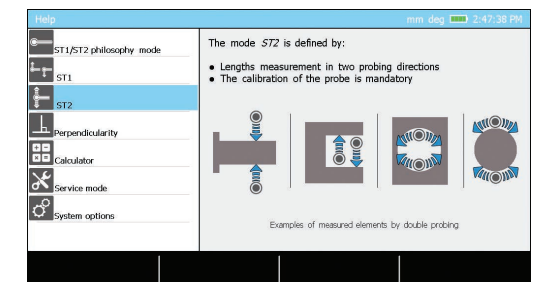 Help
mm deg 2:47:38 PM
ST1/ST2 philosophy mode
ST1
ST2
Perpendicularity
Calculator
Service mode
System options
The mode ST2 is defined by:
● Lengths measurement in two probing directions
● The calibration of the probe is mandatory
Examples of measured elements by double probing